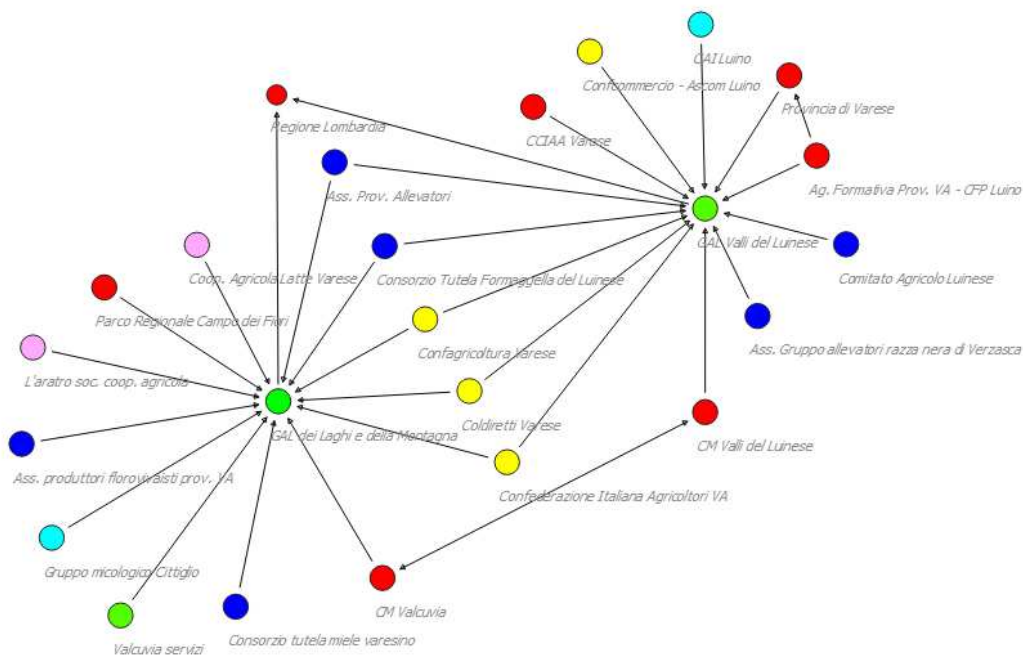 CAI Luino
Confcommercio - Ascom Luino
Provincia di Varese
Regione Lombardia
CCIAA Varese
Ag. Formativa Prov. VA - CFP Luino
Ass. Prov. Allevatori
GAL Valli del Luinese
Coop. Agricola Latte Varese
Consorzio Tutela Formaggella del Luinese
Comitato Agricolo Luinese
Parco Regionale Campo dei Fiori
Confagricoltura Varese
Ass. Gruppo allevatori razza nera di Verzasca
L'aratro soc. coop. agricola
GAL dei Laghi e della Montagna
Coldiretti Varese
CM Valli del Luinese
Ass. produttori florovivaisti prov. VA
Confederazione Italiana Agricoltori VA
Gruppo micologico Cittiglio
CM Valcuvia
Consorzio tutela miele varesino
Valcuvia servizi